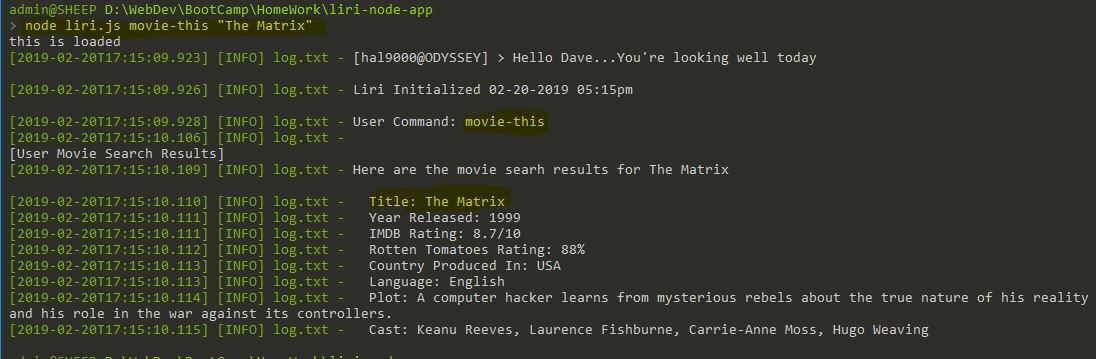 admin@SHEEP D:\WebDev\BootCamp\HomeWork\liri-node-app
> node liri.js movie-this "The Matrix"
this is loaded
[2019-02-20T17:15:09.923] [INFO] log.txt - [hal9000@ODYSSEY] > Hello Dave...You're looking well today
[2019-02-20T17:15:09.926] [INFO] log.txt - Liri Initialized 02-20-2019 05:15pm
[2019-02-20T17:15:09.928] [INFO] log.txt - User Command: movie-this
[2019-02-20T17:15:10.106] [INFO] log.txt -
[User Movie Search Results]
[2019-02-20T17:15:10.109] [INFO] log.txt - Here are the movie searh results for The Matrix
[2019-02-20T17:15:10.110] [INFO] log.txt - Title: The Matrix
[2019-02-20T17:15:10.111] [INFO] log.txt - Year Released: 1999
[2019-02-20T17:15:10.111] [INFO] log.txt - IMDB Rating: 8.7/10
[2019-02-20T17:15:10.112] [INFO] log.txt - Rotten Tomatoes Rating: 88%
[2019-02-20T17:15:10.113] [INFO] log.txt - Country Produced In: USA
[2019-02-20T17:15:10.113] [INFO] log.txt - Language: English
[2019-02-20T17:15:10.114] [INFO] log.txt - Plot: A computer hacker learns from mysterious rebels about the true nature of his reality
and his role in the war against its controllers.
[2019-02-20T17:15:10.115] [INFO] log.txt - Cast: Keanu Reeves, Laurence Fishburne, Carrie-Anne Moss, Hugo Weaving